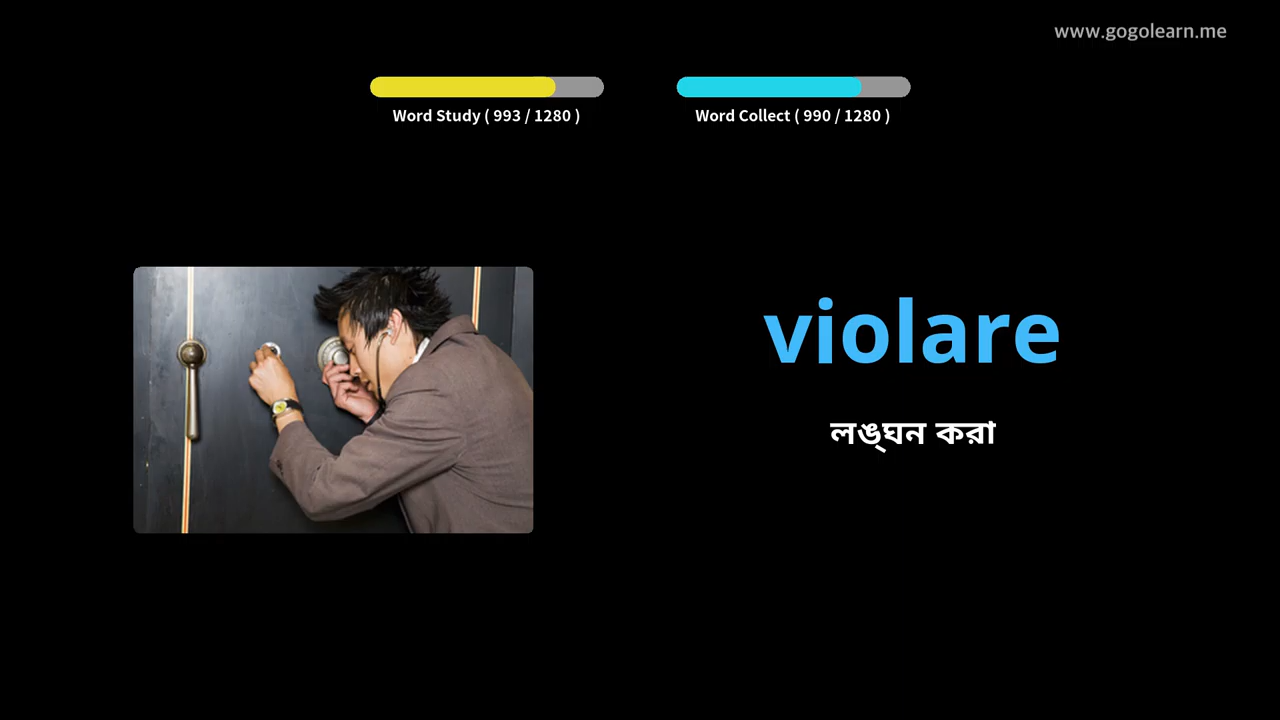 www.gogolearn.me
Word Study ( 993 / 1280 )
Word Collect ( 990 / 1280 )
violare
লঙ্ঘন করা